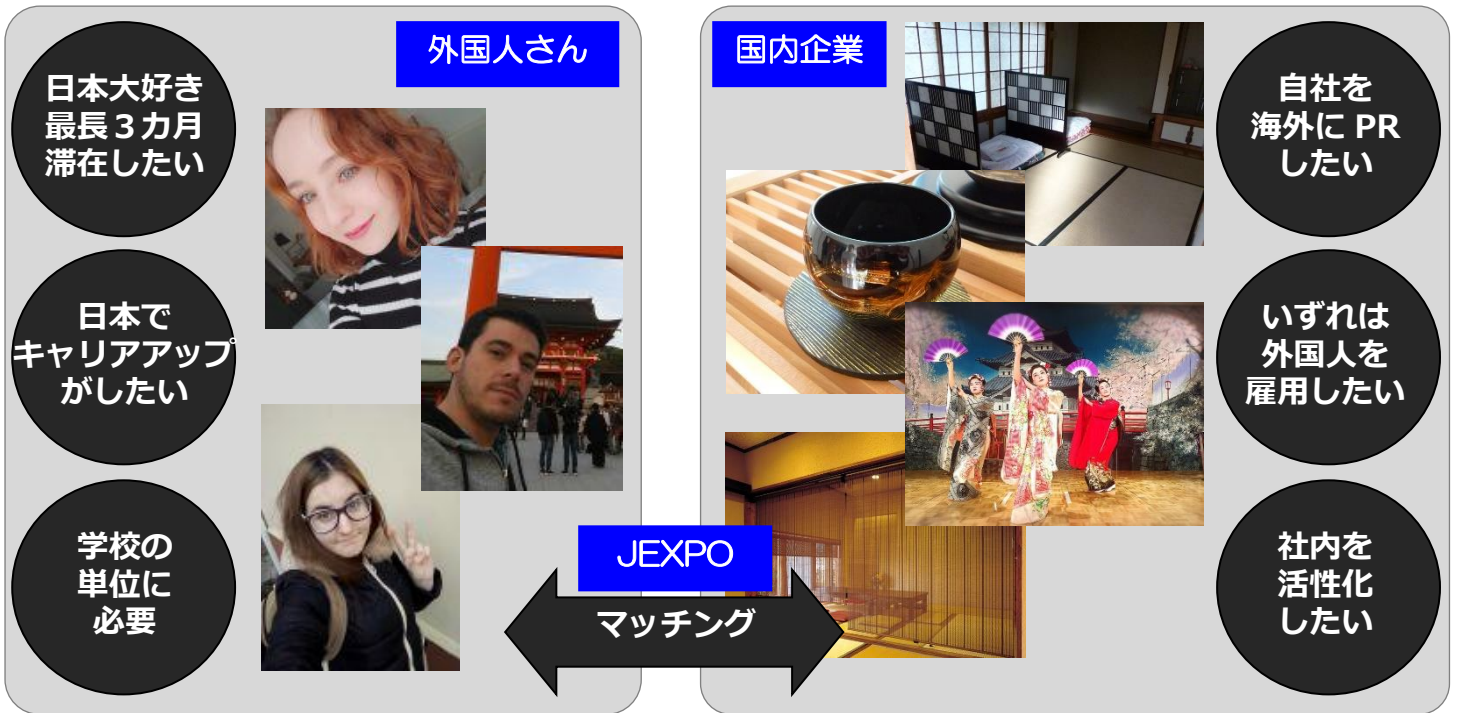 外国人さん
日本大好き
最長３カ月
滞在したい
日本で
キャリアアップ
がしたい
学校の
単位に
必要
JEXPO
マッチング
国内企業
自社を
海外に PR
したい
いずれは
外国人を
雇用したい
社内を
活性化
したい